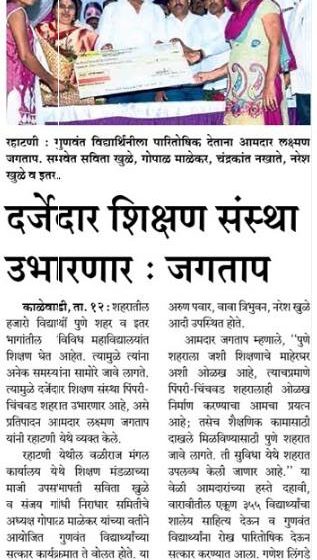 रहाटणी : गुणवंत विद्यार्थिनीला पारितोषिक देताना आमदार लक्ष्मण
जगताप. समवेत सविता खुळे, गोपाळ माळेकर, चंद्रकांत नखाते, नरेश
खुळे व इतर.
दर्जेदार शिक्षण संस्था
उभारणार : जगताप
काळेवाडी, ता. १२ : शहरातील
हजारो विद्यार्थी पुणे शहर व इतर
भागांतील विविध महाविद्यालयांत
शिक्षण घेत आहेत. त्यामुळे त्यांना
अनेक समस्यांना सामोरे जावे लागते.
त्यामुळे दर्जेदार शिक्षण संस्था पिंपरी-
चिंचवड शहरात उभारणार आहे, असे
प्रतिपादन आमदार लक्ष्मण जगताप
यांनी रहाटणी येथे व्यक्त केले.
रहाटणी येथील वळीराज मंगल
कार्यालय येथे शिक्षण मंडळाच्या
माजी उपसभापती सविता खुळे
व संजय गांधी निराधार समितीचे
अध्यक्ष गोपाळ माळेकर यांच्या वतीने
आयोजित गुणवंत विद्यार्थ्यांच्या
सत्कार कार्यक्रमात ते बोलत होते. या
अरुण पवार, बाबा त्रिभुवन, नरेश खुळे
आदी उपस्थित होते.
आमदार जगताप म्हणाले, "पुणे
शहराला जशी शिक्षणाचे माहेरघर
अशी ओळख आहे, त्याचप्रमाणे
पिंपरी-चिंचवड शहरालाही ओळख
निर्माण करण्याचा आमचा प्रयत्न
आहे; तसेच शैक्षणिक कामासाठी
दाखले मिळविण्यासाठी पुणे शहरात
जावे लागते. ती सुविधा येथे शहरात
उपलब्ध केली जाणार आहे." या
वेळी आमदारांच्या हस्ते दहावी,
बारावीतील एकूण ३५५ विद्यार्थ्यांचा
शालेय साहित्य देऊन व गुणवंत
विद्यार्थ्यांना रोख पारितोषिक देऊन
सत्कार करण्यात आला. गणेश लिंगडे